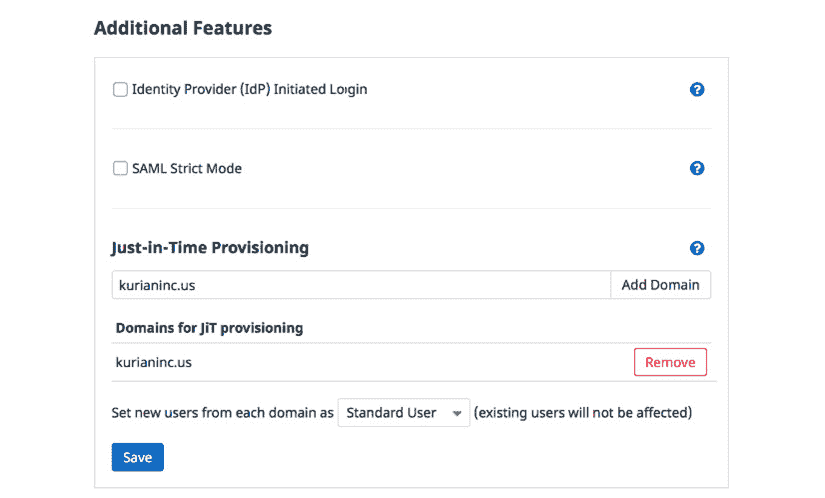 Additional Features
Identity Provider (IdP) Initiated Login
?
SAML Strict Mode
?
Just-in-Time Provisioning
?
kurianinc.us Add Domain
Domains for JiT provisioning
kurianinc.us Remove
Set new users from each domain as Standard User (existing users will not be affected)
Save